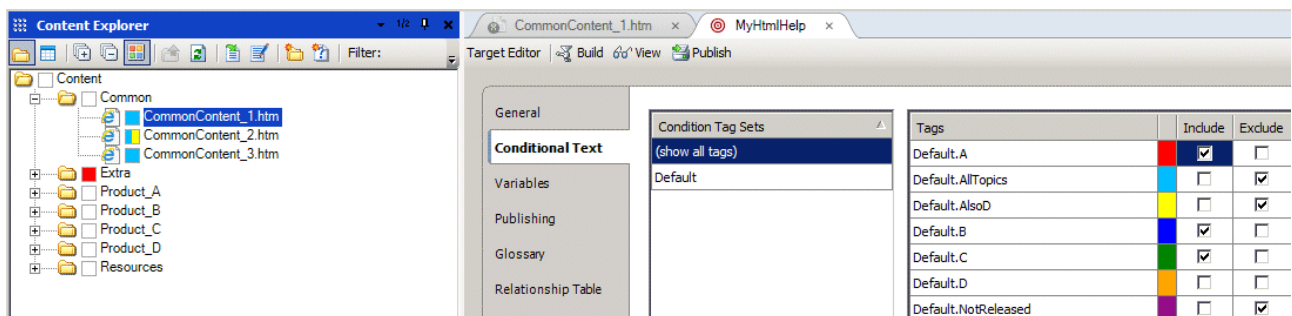 Content Explorer 1/2
Filter:
Content
Common
CommonContent_1.htm
CommonContent_2.htm
CommonContent_3.htm
Extra
Product_A
Product_B
Product_C
Product_D
Resources
CommonContent_1.htm × MyHtmlHelp ×
Target Editor Build View Publish
General
Conditional Text
Variables
Publishing
Glossary
Relationship Table
Condition Tag Sets
(show all tags)
Default
Tags Include Exclude
Default.A
Default.AllTopics
Default.AlsoD
Default.B
Default.C
Default.D
Default.NotReleased